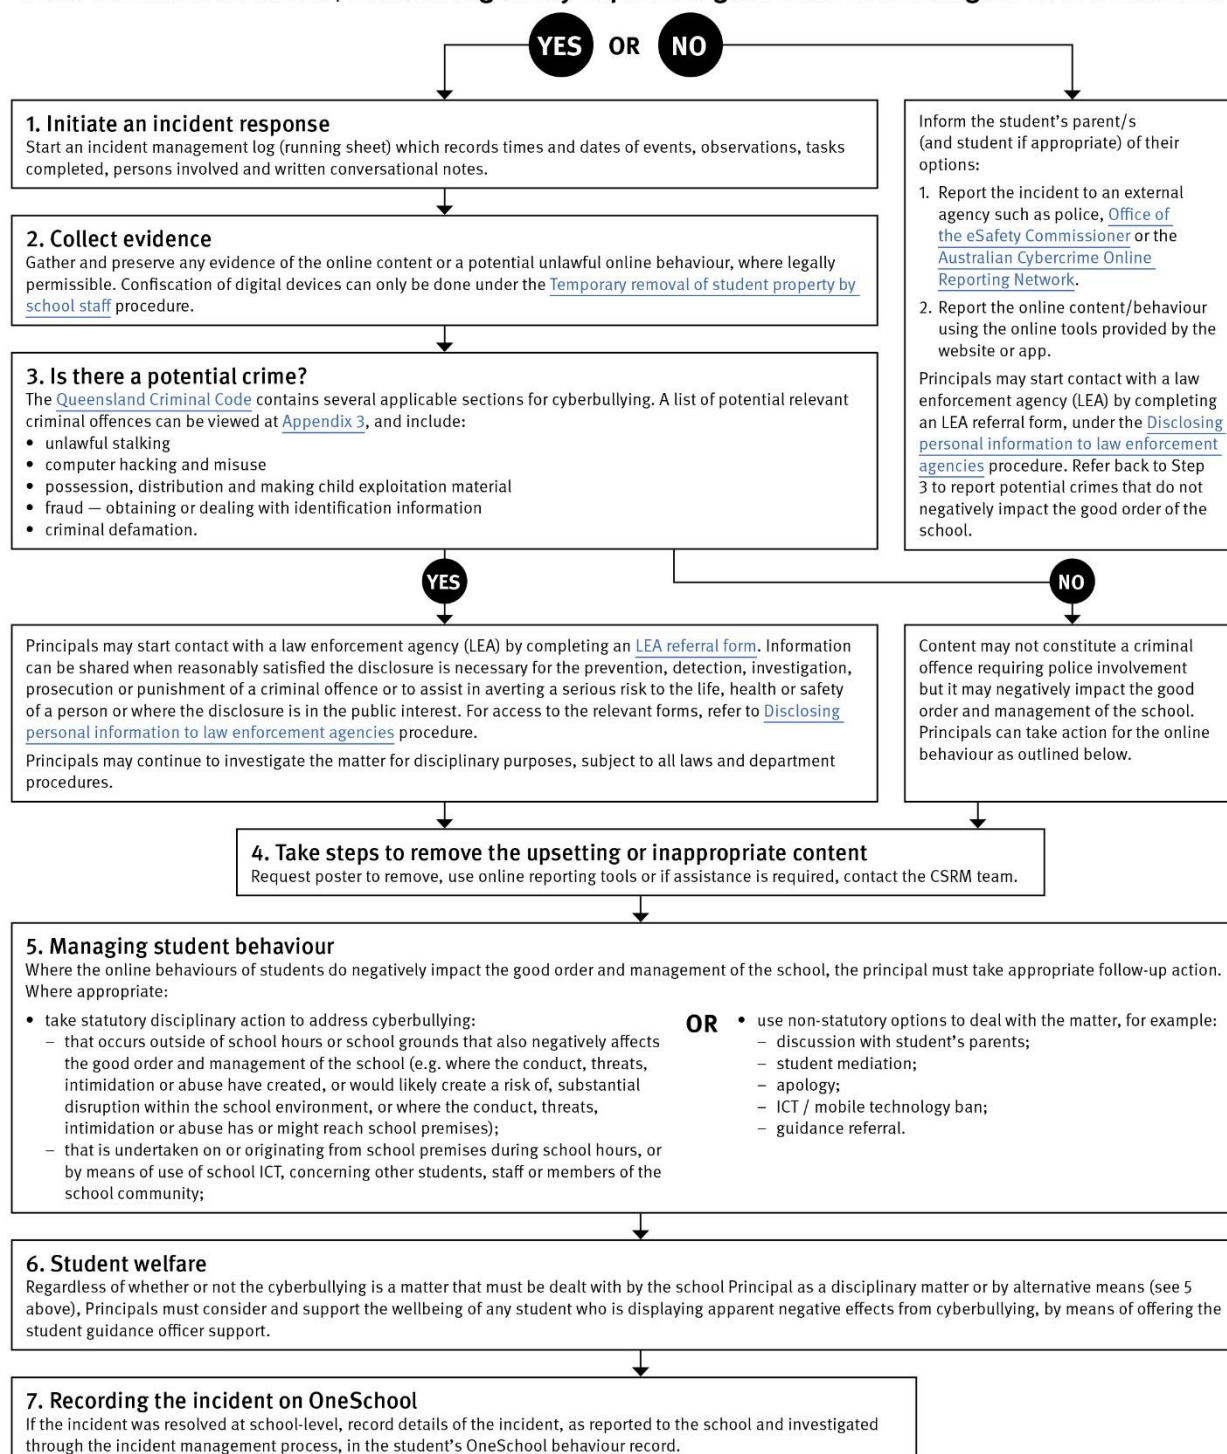 YES OR NO
1. Initiate an incident response
Start an incident management log (running sheet) which records times and dates of events, observations, tasks
completed, persons involved and written conversational notes.
2. Collect evidence
Gather and preserve any evidence of the online content or a potential unlawful online behaviour, where legally
permissible. Confiscation of digital devices can only be done under the Temporary removal of student property by
school staff procedure.
3. Is there a potential crime?
The Queensland Criminal Code contains several applicable sections for cyberbullying. A list of potential relevant
criminal offences can be viewed at Appendix 3, and include:
• unlawful stalking
• computer hacking and misuse
• possession, distribution and making child exploitation material
• fraud — obtaining or dealing with identification information
• criminal defamation.
Inform the student's parent/s
(and student if appropriate) of their
options:
1. Report the incident to an external
agency such as police, Office of
the eSafety Commissioner or the
Australian Cybercrime Online
Reporting Network.
2. Report the online content/behaviour
using the online tools provided by the
website or app.
Principals may start contact with a law
enforcement agency (LEA) by completing
an LEA referral form, under the Disclosing
personal information to law enforcement
agencies procedure. Refer back to Step
3 to report potential crimes that do not
negatively impact the good order of the
school.
YES
NO
Principals may start contact with a law enforcement agency (LEA) by completing an LEA referral form. Information
can be shared when reasonably satisfied the disclosure is necessary for the prevention, detection, investigation,
prosecution or punishment of a criminal offence or to assist in averting a serious risk to the life, health or safety
of a person or where the disclosure is in the public interest. For access to the relevant forms, refer to Disclosing
personal information to law enforcement agencies procedure.
Principals may continue to investigate the matter for disciplinary purposes, subject to all laws and department
procedures.
Content may not constitute a criminal
offence requiring police involvement
but it may negatively impact the good
order and management of the school.
Principals can take action for the online
behaviour as outlined below.
4. Take steps to remove the upsetting or inappropriate content
Request poster to remove, use online reporting tools or if assistance is required, contact the CSRM team.
5. Managing student behaviour
Where the online behaviours of students do negatively impact the good order and management of the school, the principal must take appropriate follow-up action.
Where appropriate:
• take statutory disciplinary action to address cyberbullying:
– that occurs outside of school hours or school grounds that also negatively affects
the good order and management of the school (e.g. where the conduct, threats,
intimidation or abuse have created, or would likely create a risk of, substantial
disruption within the school environment, or where the conduct, threats,
intimidation or abuse has or might reach school premises);
– that is undertaken on or originating from school premises during school hours, or
by means of use of school ICT, concerning other students, staff or members of the
school community;
OR
• use non-statutory options to deal with the matter, for example:
– discussion with student's parents;
– student mediation;
– apology;
– ICT / mobile technology ban;
– guidance referral.
6. Student welfare
Regardless of whether or not the cyberbullying is a matter that must be dealt with by the school Principal as a disciplinary matter or by alternative means (see 5
above), Principals must consider and support the wellbeing of any student who is displaying apparent negative effects from cyberbullying, by means of offering the
student guidance officer support.
7. Recording the incident on OneSchool
If the incident was resolved at school-level, record details of the incident, as reported to the school and investigated
through the incident management process, in the student's OneSchool behaviour record.